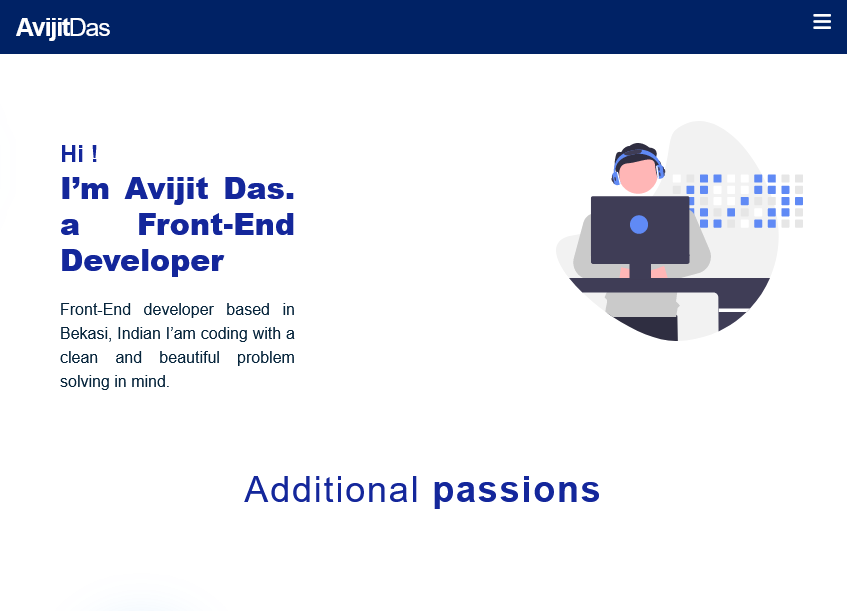 AvijitDas
Hi !
I’m Avijit Das.
a Front-End
Developer
Front-End developer based in
Bekasi, Indian I’am coding with a
clean and beautiful problem
solving in mind.
Additional passions